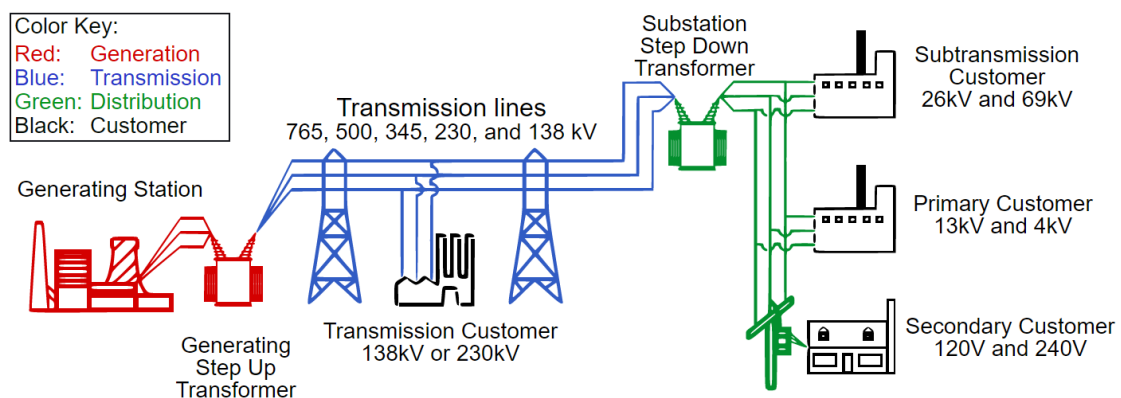 Color Key:
Red: Generation
Blue: Transmission
Green: Distribution
Black: Customer
Generating Station
Generating
Step Up
Transformer
Transmission lines
765, 500, 345, 230, and 138 kV
Transmission Customer
138kV or 230kV
Substation
Step Down
Transformer
Subtransmission
Customer
26kV and 69kV
Primary Customer
13kV and 4kV
Secondary Customer
120V and 240V